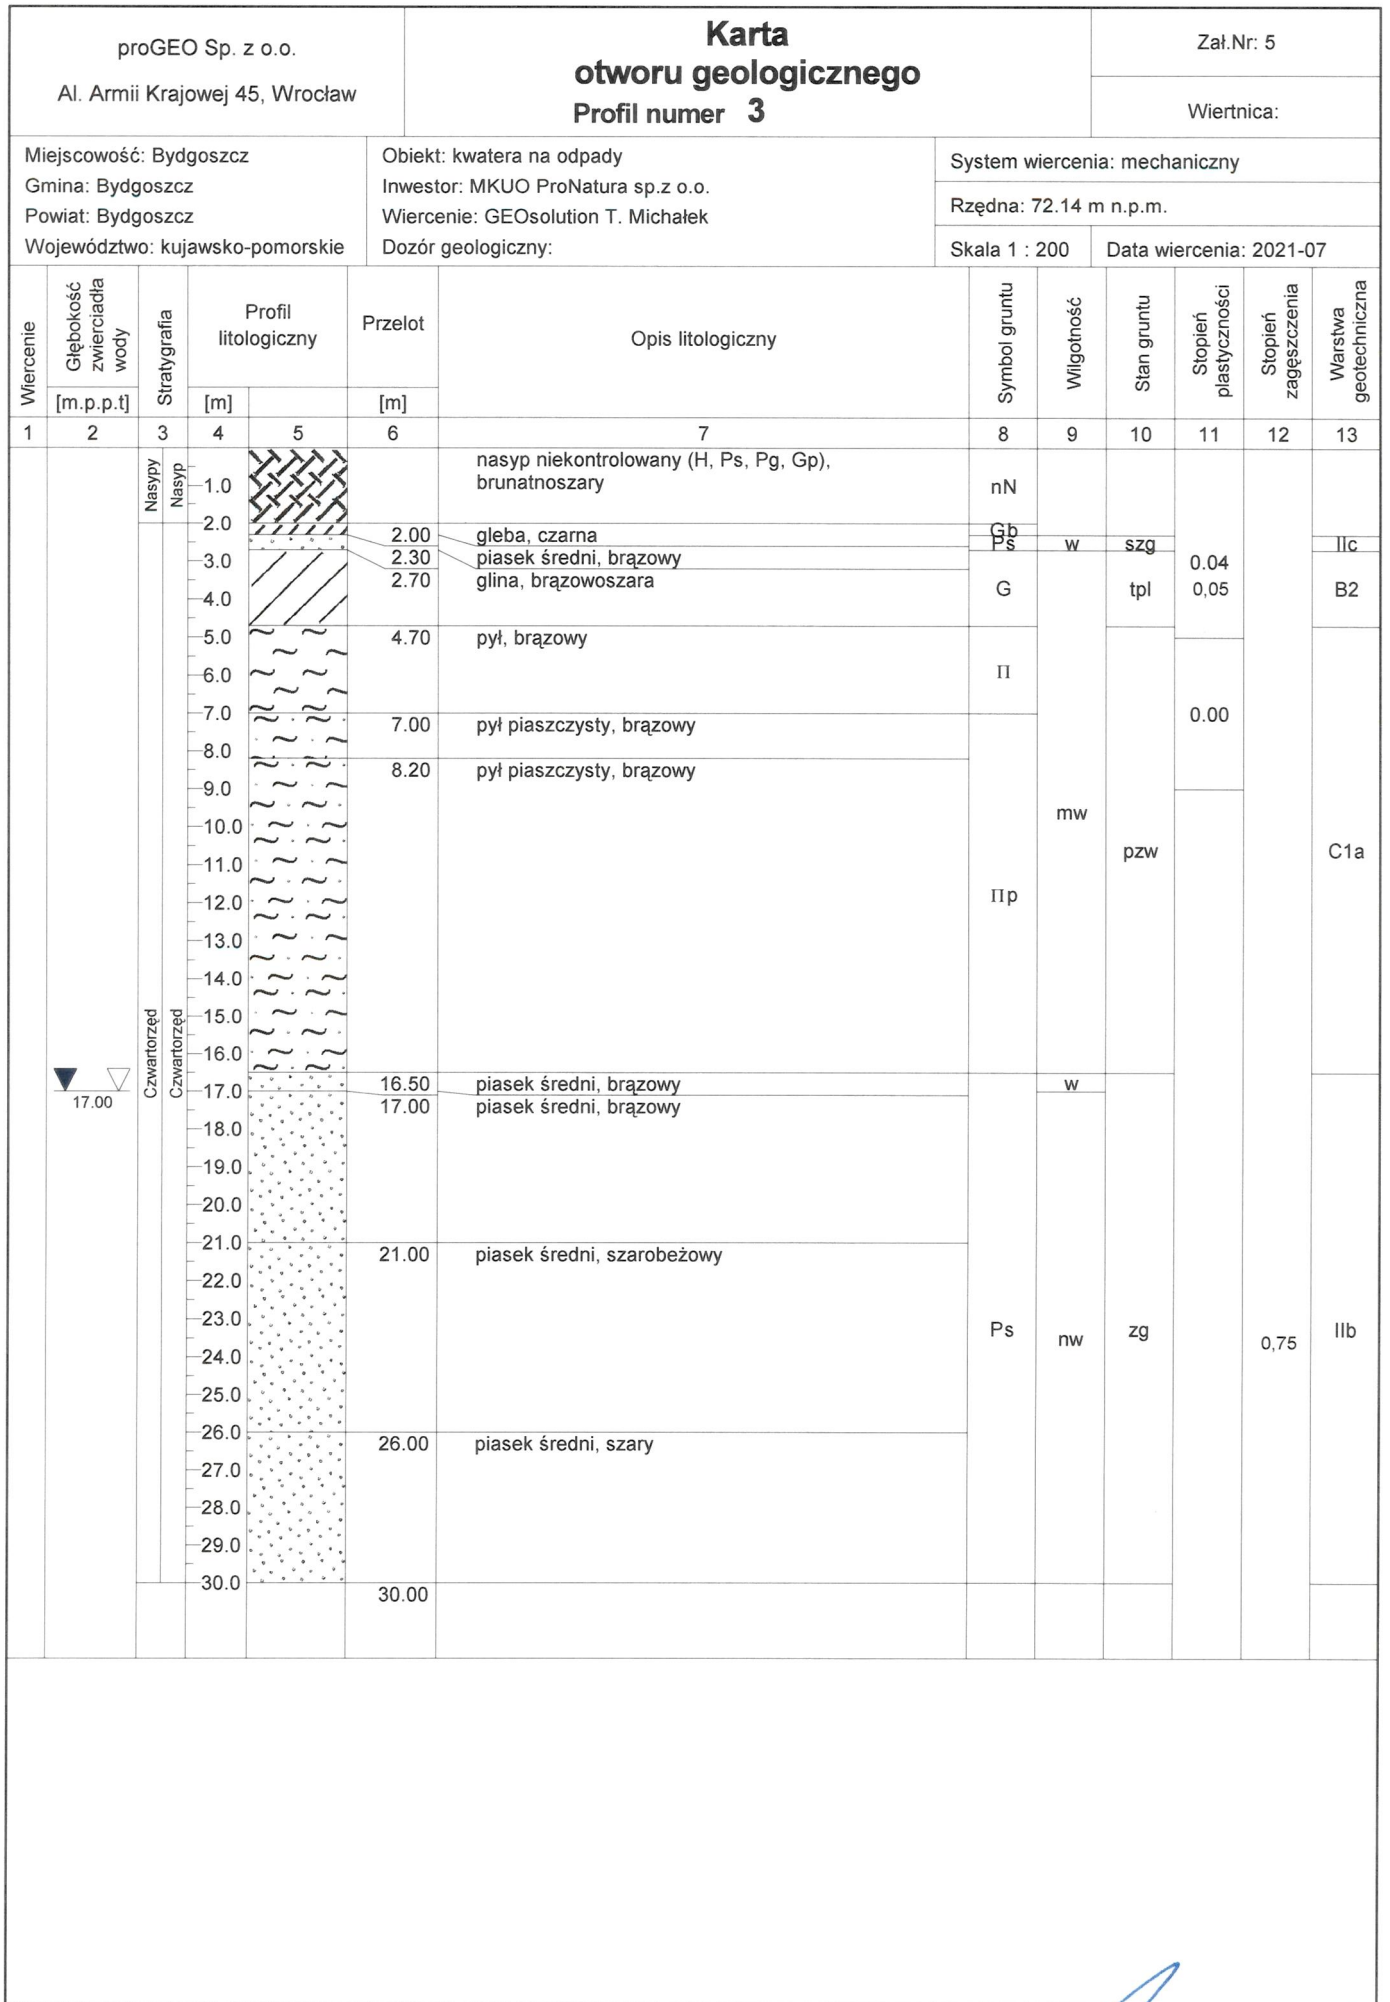 proGEO Sp. z o.o.
Al. Armii Krajowej 45, Wrocław
Karta
otworu geologicznego
Profil numer 3
Zał.Nr: 5
Wiertnica:
Miejscowość: Bydgoszcz
Gmina: Bydgoszcz
Powiat: Bydgoszcz
Województwo: kujawsko-pomorskie
Obiekt: kwatera na odpady
Inwestor: MKUO ProNatura sp.z o.o.
Wiercenie: GEOsolution T. Michałek
Dozór geologiczny:
System wiercenia: mechaniczny
Rzędna: 72.14 m n.p.m.
Skala 1 : 200
Data wiercenia: 2021-07
Wiercenie
Głębokość
zwierciadła
wody
[m.p.p.t]
Stratygrafia
Profil
litologiczny
[m]
Przelot
[m]
Opis litologiczny
Symbol gruntu
Wilgotność
Stan gruntu
Stopień
plastyczności
Stopień
zagęszczenia
Warstwa
geotechniczna
1 2 3 4 5 6 7 8 9 10 11 12 13
Nasypy
Nasyp
nasyp niekontrolowany (H, Ps, Pg, Gp),
brunatnoszary
nN
1.0
2.0
2.00 gleba, czarna Gb
2.30 piasek średni, brązowy Ps w szg IIc
3.0
2.70 glina, brązowoszara G tpl B2
0.04
0,05
4.0
5.0
4.70 pył, brązowy
Π
6.0
7.0
7.00 pył piaszczysty, brązowy
0.00
8.0
8.20 pył piaszczysty, brązowy
9.0
10.0
mw
11.0
pzw
C1a
12.0
Πp
13.0
14.0
15.0
16.0
Czwartorzęd
Czwartorzęd
17.00
16.50 piasek średni, brązowy w
17.0
17.00 piasek średni, brązowy
18.0
19.0
20.0
21.0
21.00 piasek średni, szarobeżowy
22.0
23.0
Ps nw zg 0,75 IIb
24.0
25.0
26.0
26.00 piasek średni, szary
27.0
28.0
29.0
30.0
30.00